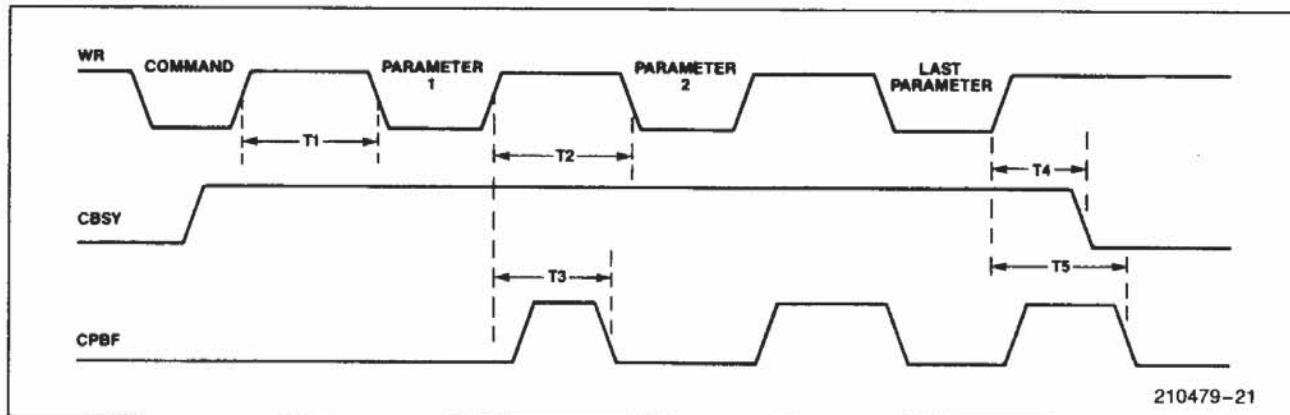 WR
COMMAND
PARAMETER
1
PARAMETER
2
LAST
PARAMETER
T1
T2
T4
CBSY
T3
T5
CPBF
210479-21